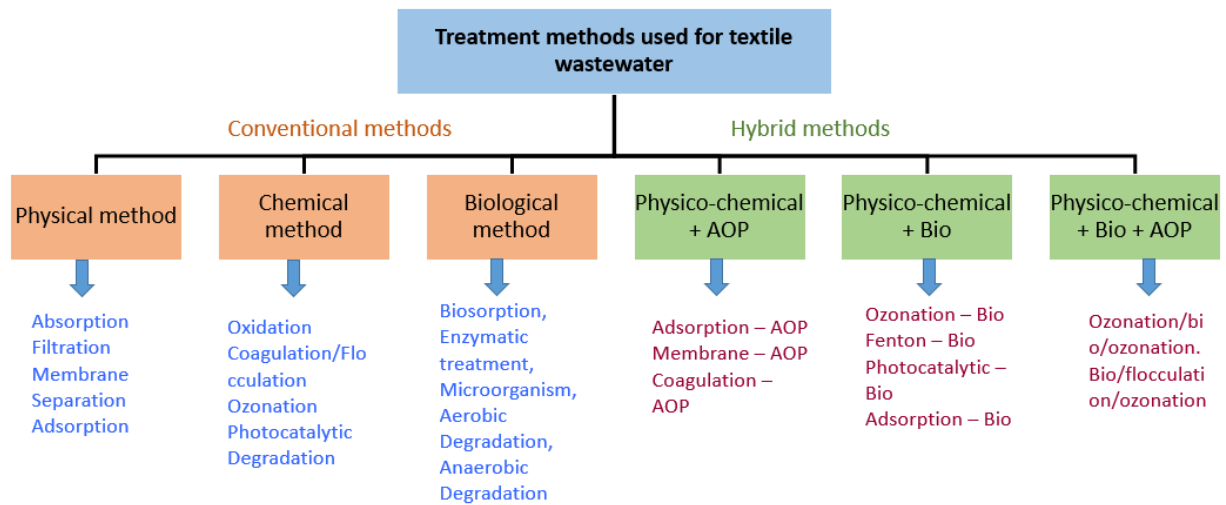 Treatment methods used for textile
wastewater
Conventional methods
Hybrid methods
Physical method
Chemical
method
Biological
method
Physico-chemical
+ AOP
Physico-chemical
+ Bio
Physico-chemical
+ Bio + AOP
Absorption
Filtration
Membrane
Separation
Adsorption
Oxidation
Coagulation/Flo
cculation
Ozonation
Photocatalytic
Degradation
Biosorption,
Enzymatic
treatment,
Microorganism,
Aerobic
Degradation,
Anaerobic
Degradation
Adsorption – AOP
Membrane – AOP
Coagulation –
AOP
Ozonation – Bio
Fenton – Bio
Photocatalytic –
Bio
Adsorption – Bio
Ozonation/bi
o/ozonation.
Bio/flocculati
on/ozonation